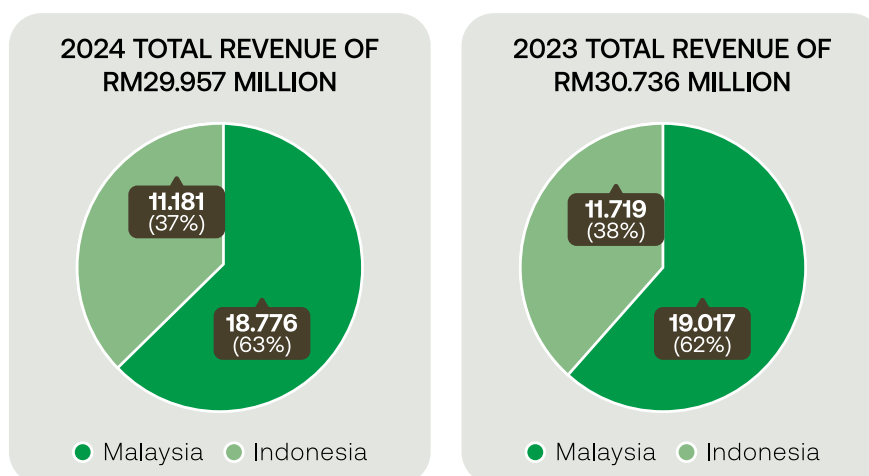 2024 TOTAL REVENUE OF
RM29.957 MILLION
11.181
(37%)
18.776
(63%)
Malaysia
Indonesia
2023 TOTAL REVENUE OF
RM30.736 MILLION
11.719
(38%)
19.017
(62%)
Malaysia
Indonesia